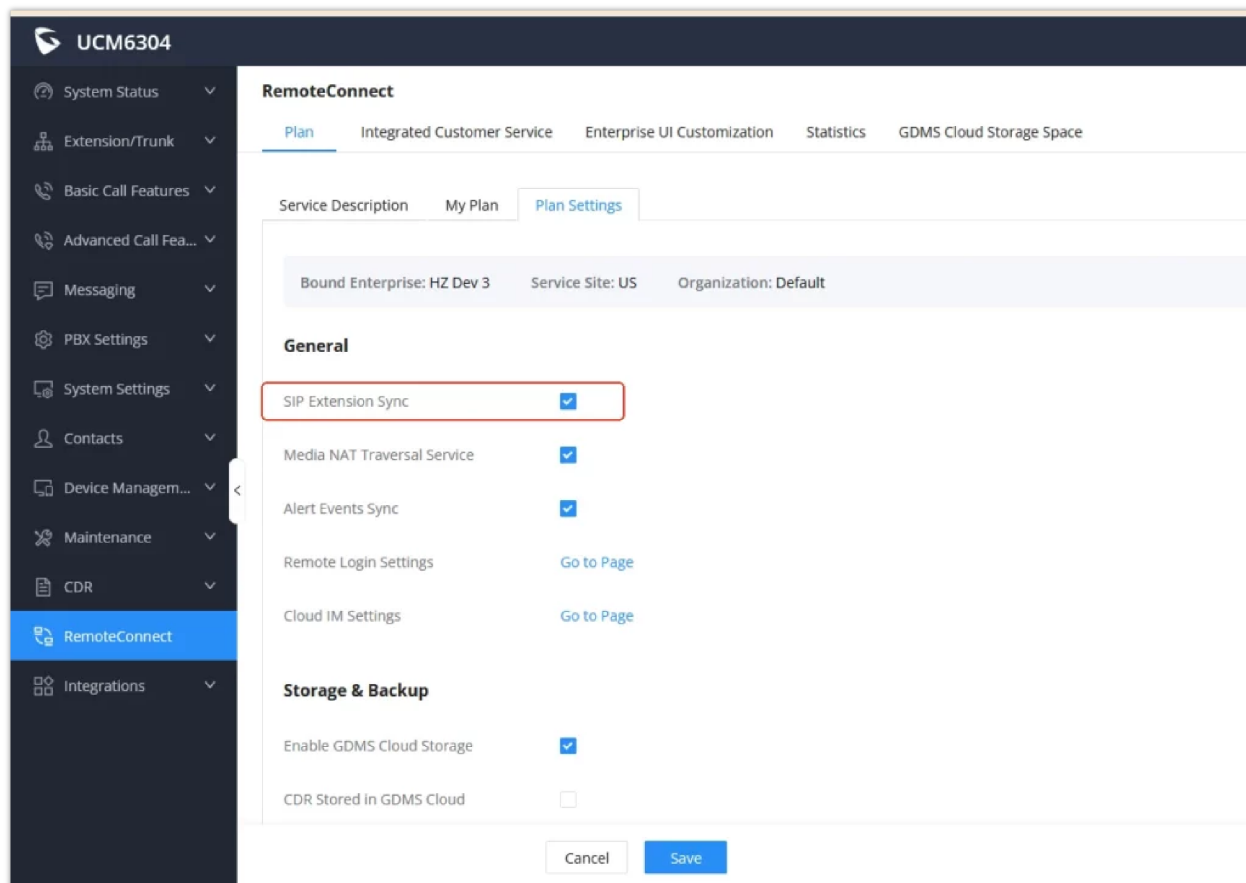 UCM6304
System Status
Extension/Trunk
Basic Call Features
Advanced Call Fea...
Messaging
PBX Settings
System Settings
Contacts
Device Managem...
Maintenance
CDR
RemoteConnect
Integrations
RemoteConnect
Plan Integrated Customer Service Enterprise UI Customization Statistics GDMS Cloud Storage Space
Service Description My Plan Plan Settings
Bound Enterprise: HZ Dev 3 Service Site: US Organization: Default
General
SIP Extension Sync
Media NAT Traversal Service
Alert Events Sync
Remote Login Settings Go to Page
Cloud IM Settings Go to Page
Storage & Backup
Enable GDMS Cloud Storage
CDR Stored in GDMS Cloud
Cancel Save